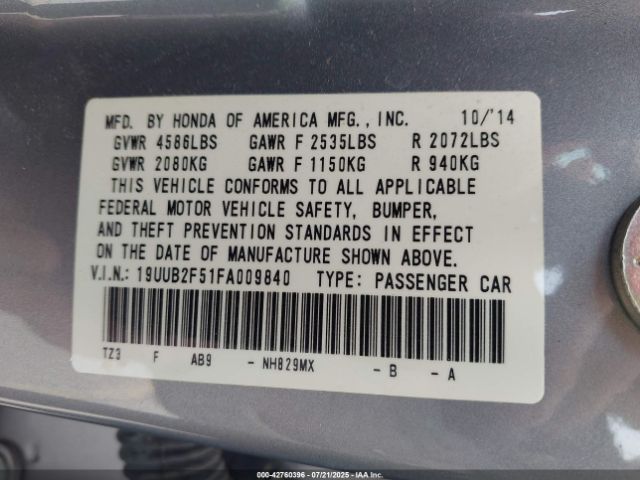 MFD. BY HONDA OF AMERICA MFG., INC. 10/'14
GVWR 4586LBS GAWR F 2535LBS R 2072LBS
GVWR 2080KG GAWR F 1150KG R 940KG
THIS VEHICLE CONFORMS TO ALL APPLICABLE
FEDERAL MOTOR VEHICLE SAFETY, BUMPER,
AND THEFT PREVENTION STANDARDS IN EFFECT
ON THE DATE OF MANUFACTURE SHOWN ABOVE.
V.I.N.: 19UUB2F51FA009840 TYPE: PASSENGER CAR
TZ3 F AB9 - NH829MX - B - A
000-42760396 - 07/21/2025 - IAA Inc.